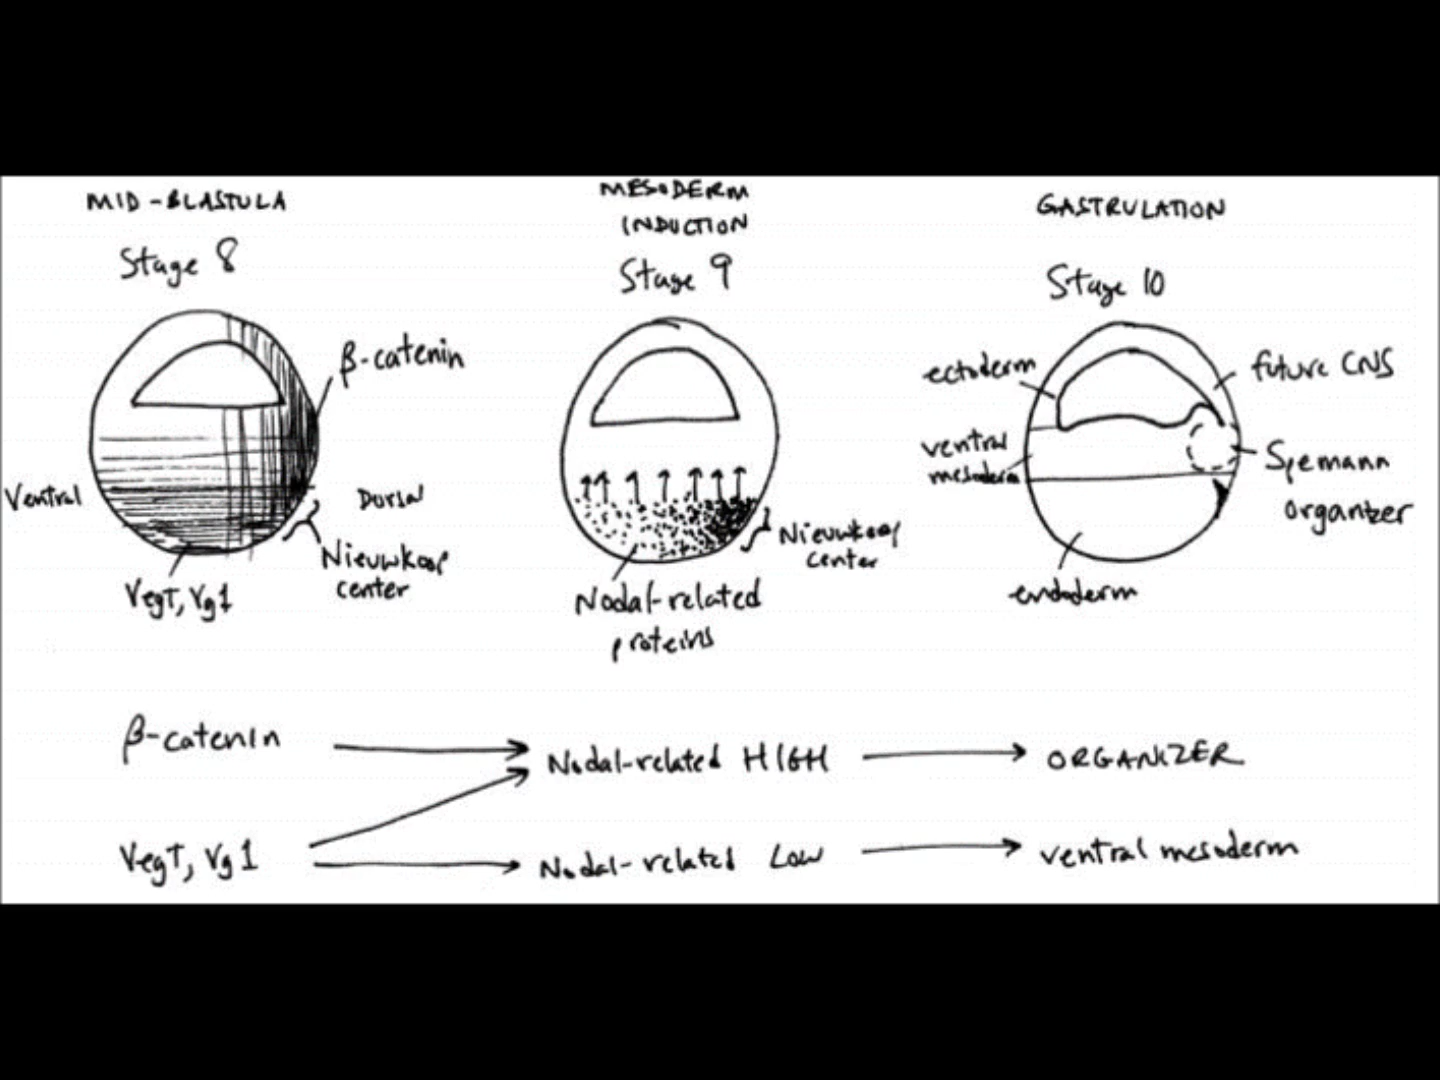 MID-BLASTULA
Stage 8
β-catenin
Ventral
Dorsal
Nieuwkoop
center
VegT, Vg1
MESODERM
INDUCTION
Stage 9
Nieuwkoop
center
Nodal-related
proteins
GASTRULATION
Stage 10
ectoderm
future CNS
ventral
mesoderm
Spemann
organizer
endoderm
β-catenin
Nodal-related HIGH
ORGANIZER
VegT, Vg1
Nodal-related Low
ventral mesoderm